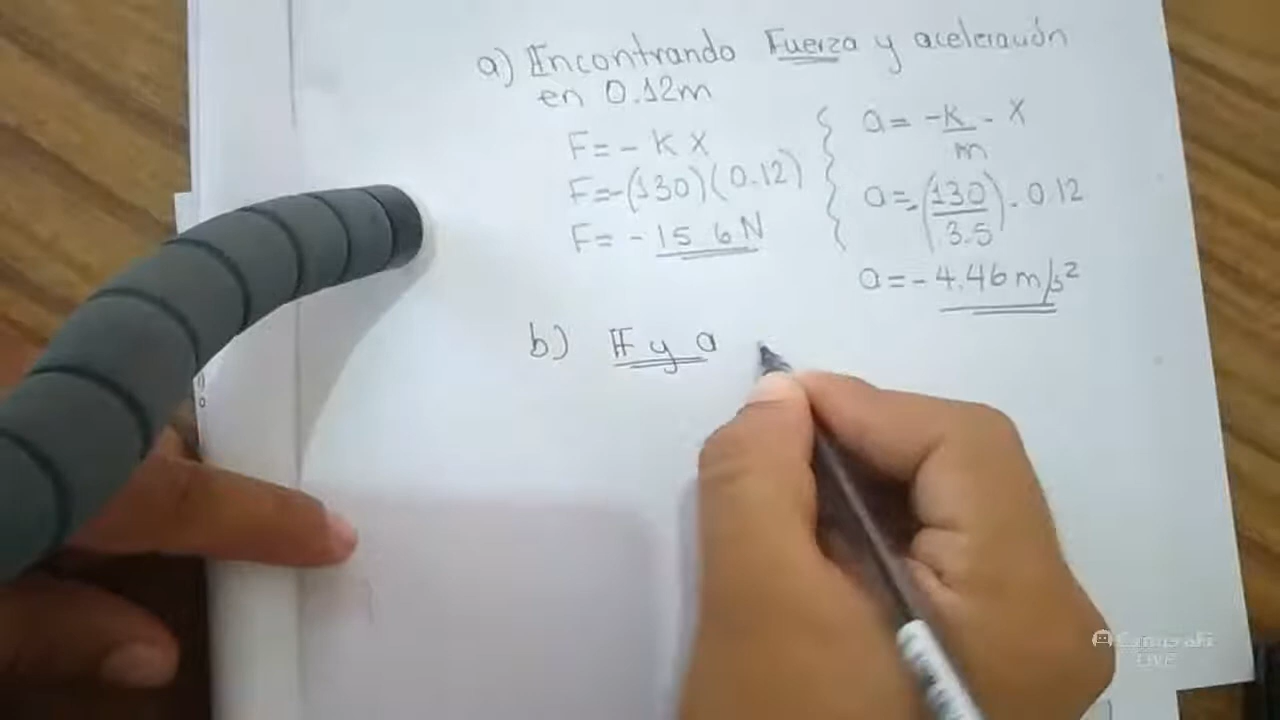 a) Encontrando Fuerza y aceleración
en 0.12m
F = - K X
F = -(130)(0.12)
F = - 15 6 N
a = -K/m - X
a = -(130/3.5) - 0.12
a = - 4.46 m/s²
b) F y a